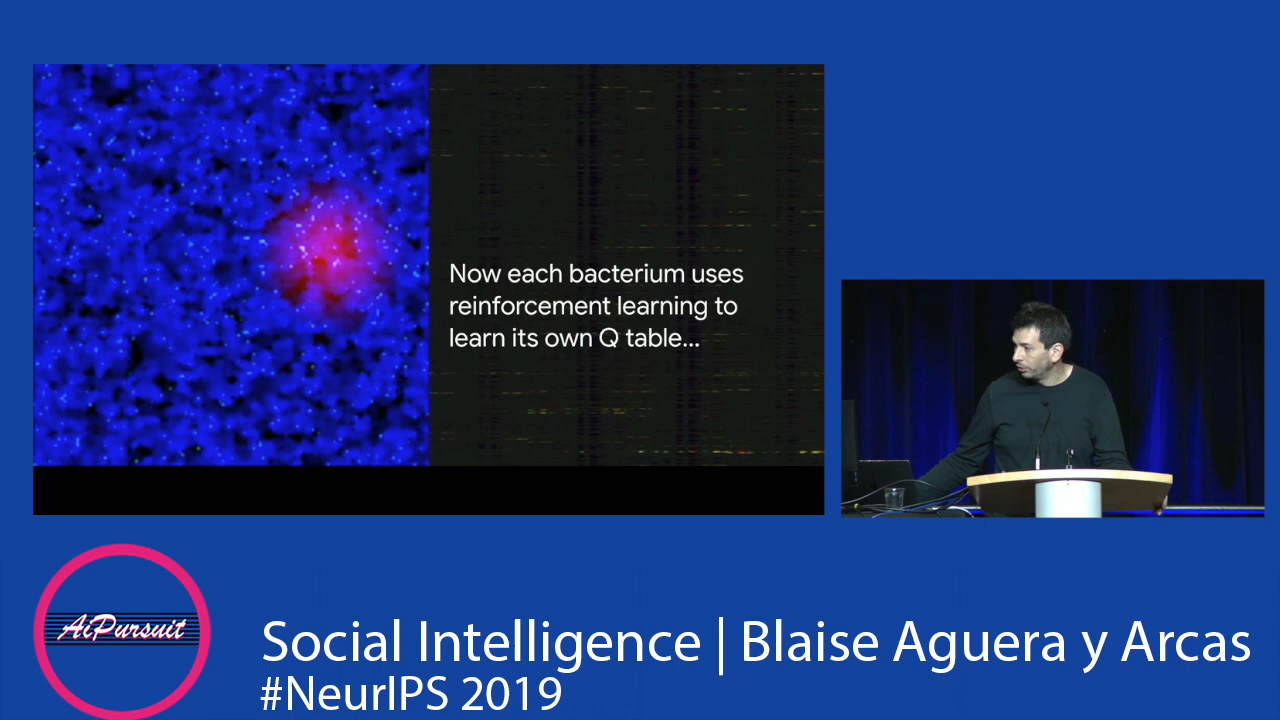 Now each bacterium uses
reinforcement learning to
learn its own Q table...
AiPursuit
Social Intelligence | Blaise Aguera y Arcas
#NeurIPS 2019